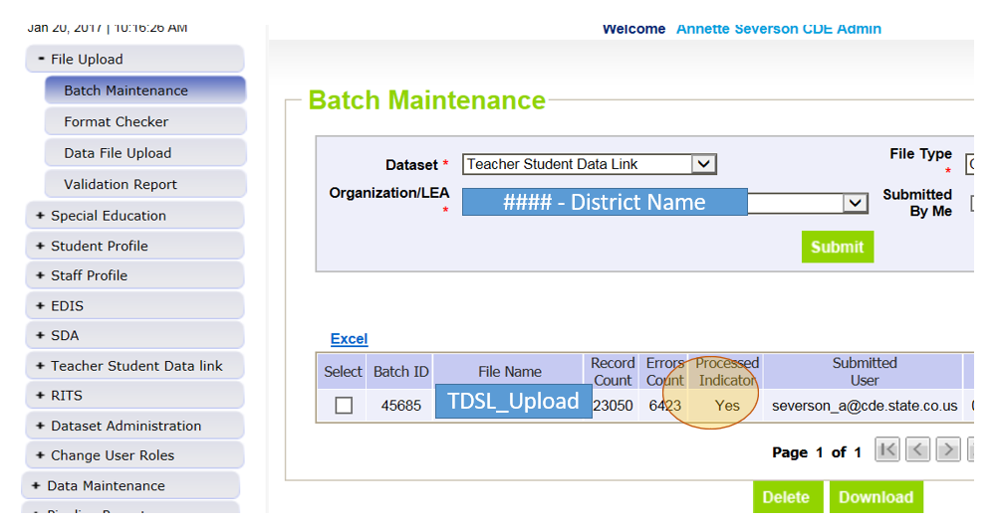 Jan 20, 2017 | 10:16:26 AM
Welcome Annette Severson CDE Admin
- File Upload
Batch Maintenance
Format Checker
Data File Upload
Validation Report
+ Special Education
+ Student Profile
+ Staff Profile
+ EDIS
+ SDA
+ Teacher Student Data link
+ RITS
+ Dataset Administration
+ Change User Roles
+ Data Maintenance
Batch Maintenance
Dataset * Teacher Student Data Link
File Type *
Organization/LEA * #### - District Name
Submitted By Me
Submit
Excel
Select Batch ID File Name Record Count Errors Count Processed Indicator Submitted User
45685 TDSL_Upload 23050 6423 Yes severson_a@cde.state.co.us
Page 1 of 1
Delete Download